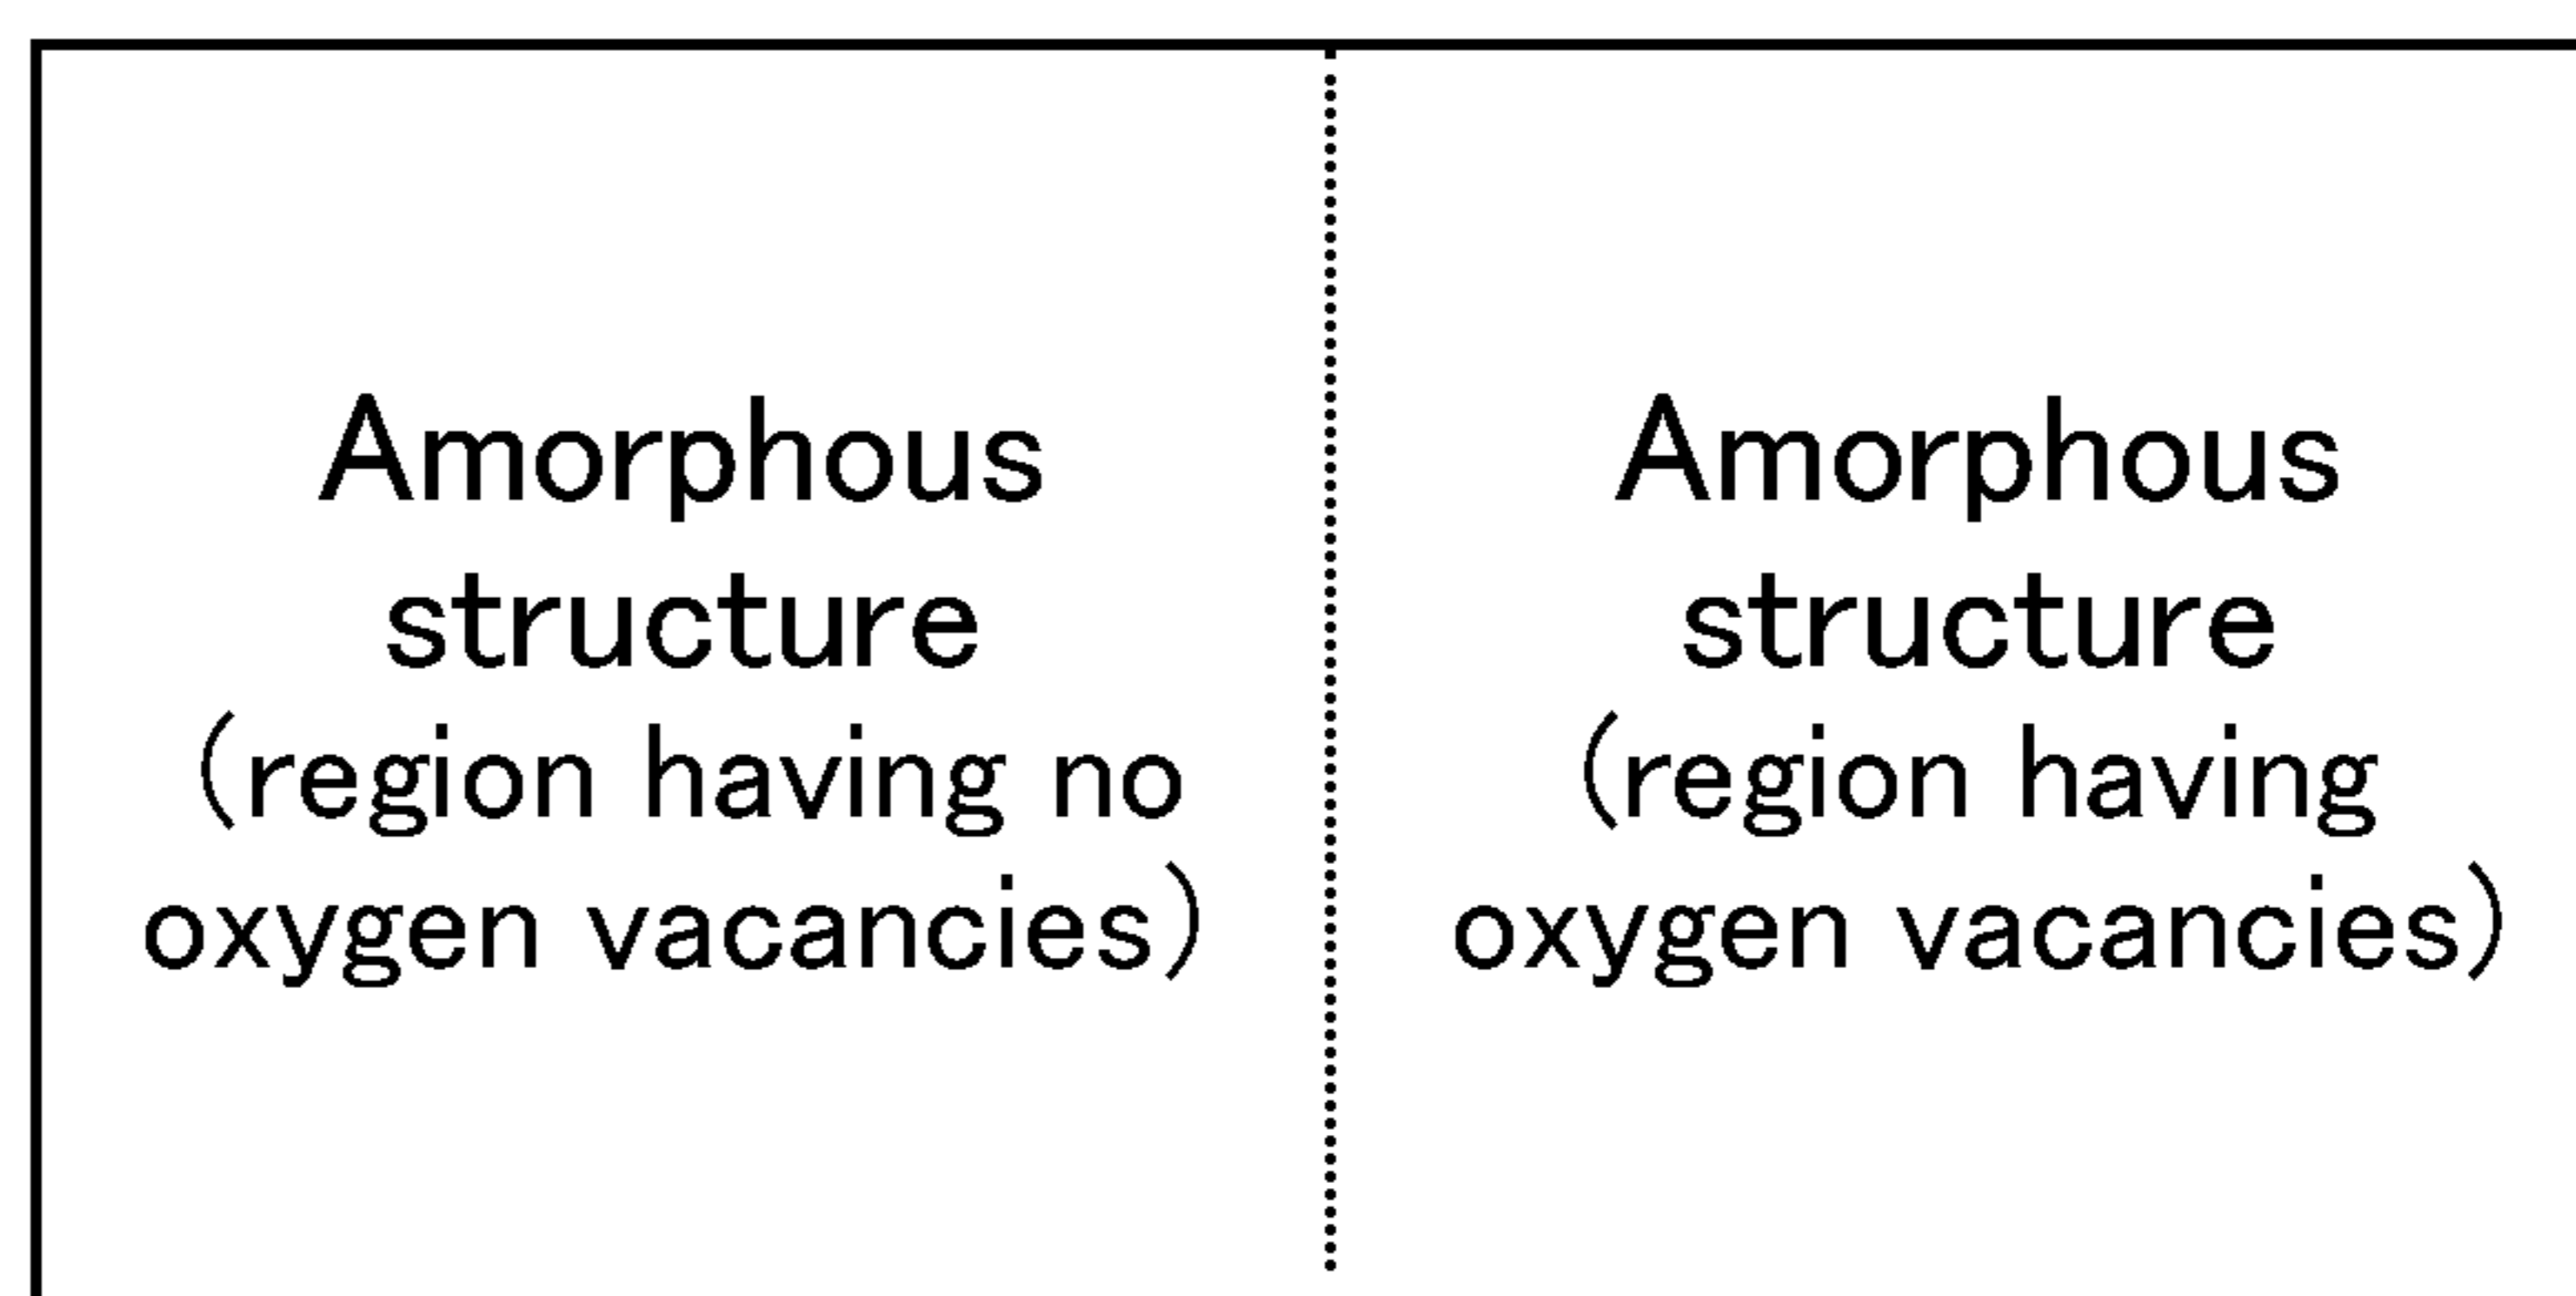 Amorphous
structure
(region having no
oxygen vacancies)
Amorphous
structure
(region having
oxygen vacancies)